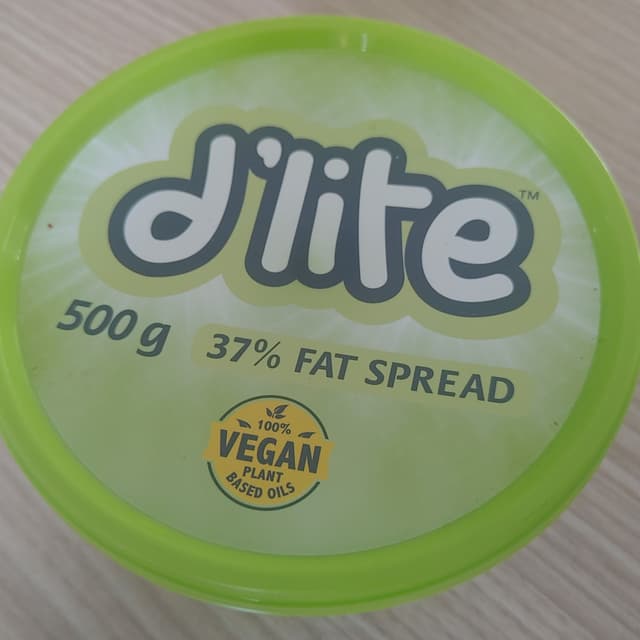 d'lite™
500g
37% FAT SPREAD
100%
VEGAN
PLANT
BASED OILS